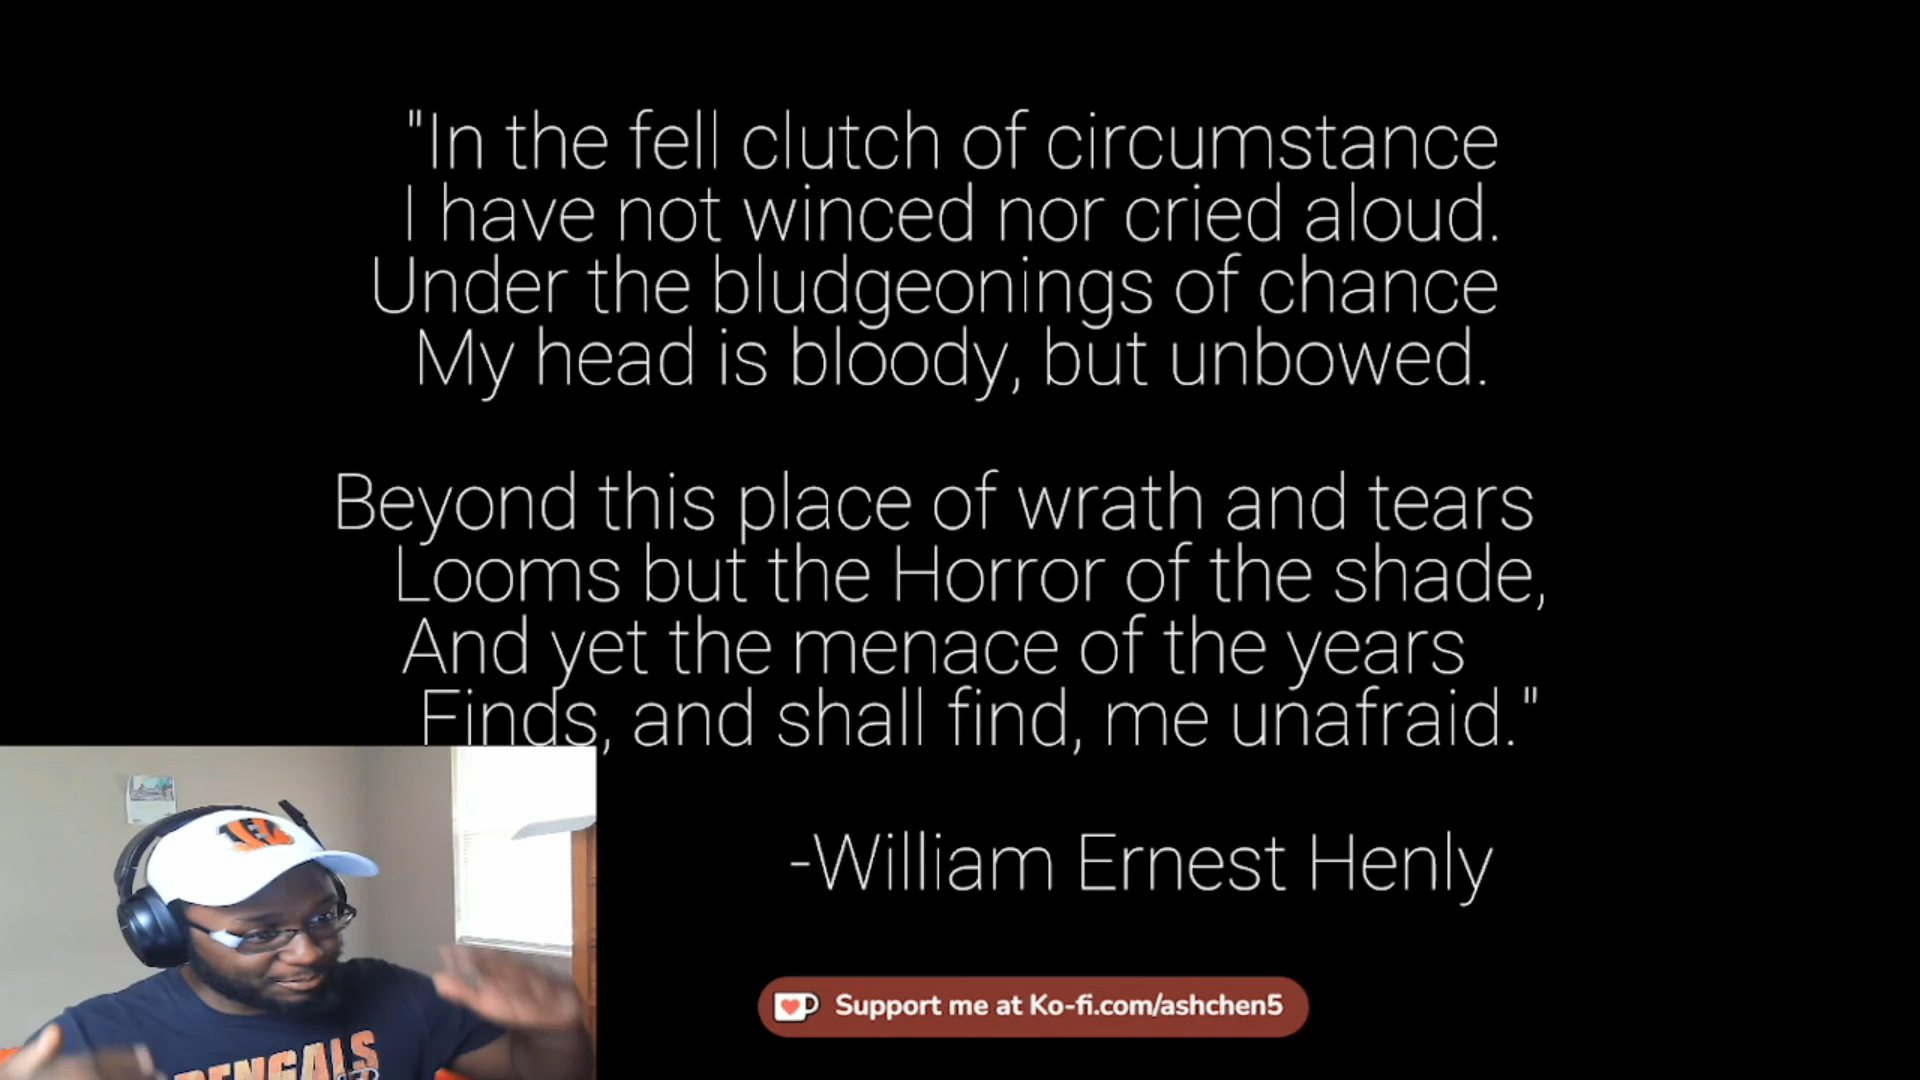 "In the fell clutch of circumstance
I have not winced nor cried aloud.
Under the bludgeonings of chance
My head is bloody, but unbowed.
Beyond this place of wrath and tears
Looms but the Horror of the shade,
And yet the menace of the years
Finds, and shall find, me unafraid."
-William Ernest Henly
Support me at Ko-fi.com/ashchen5
BENGALS